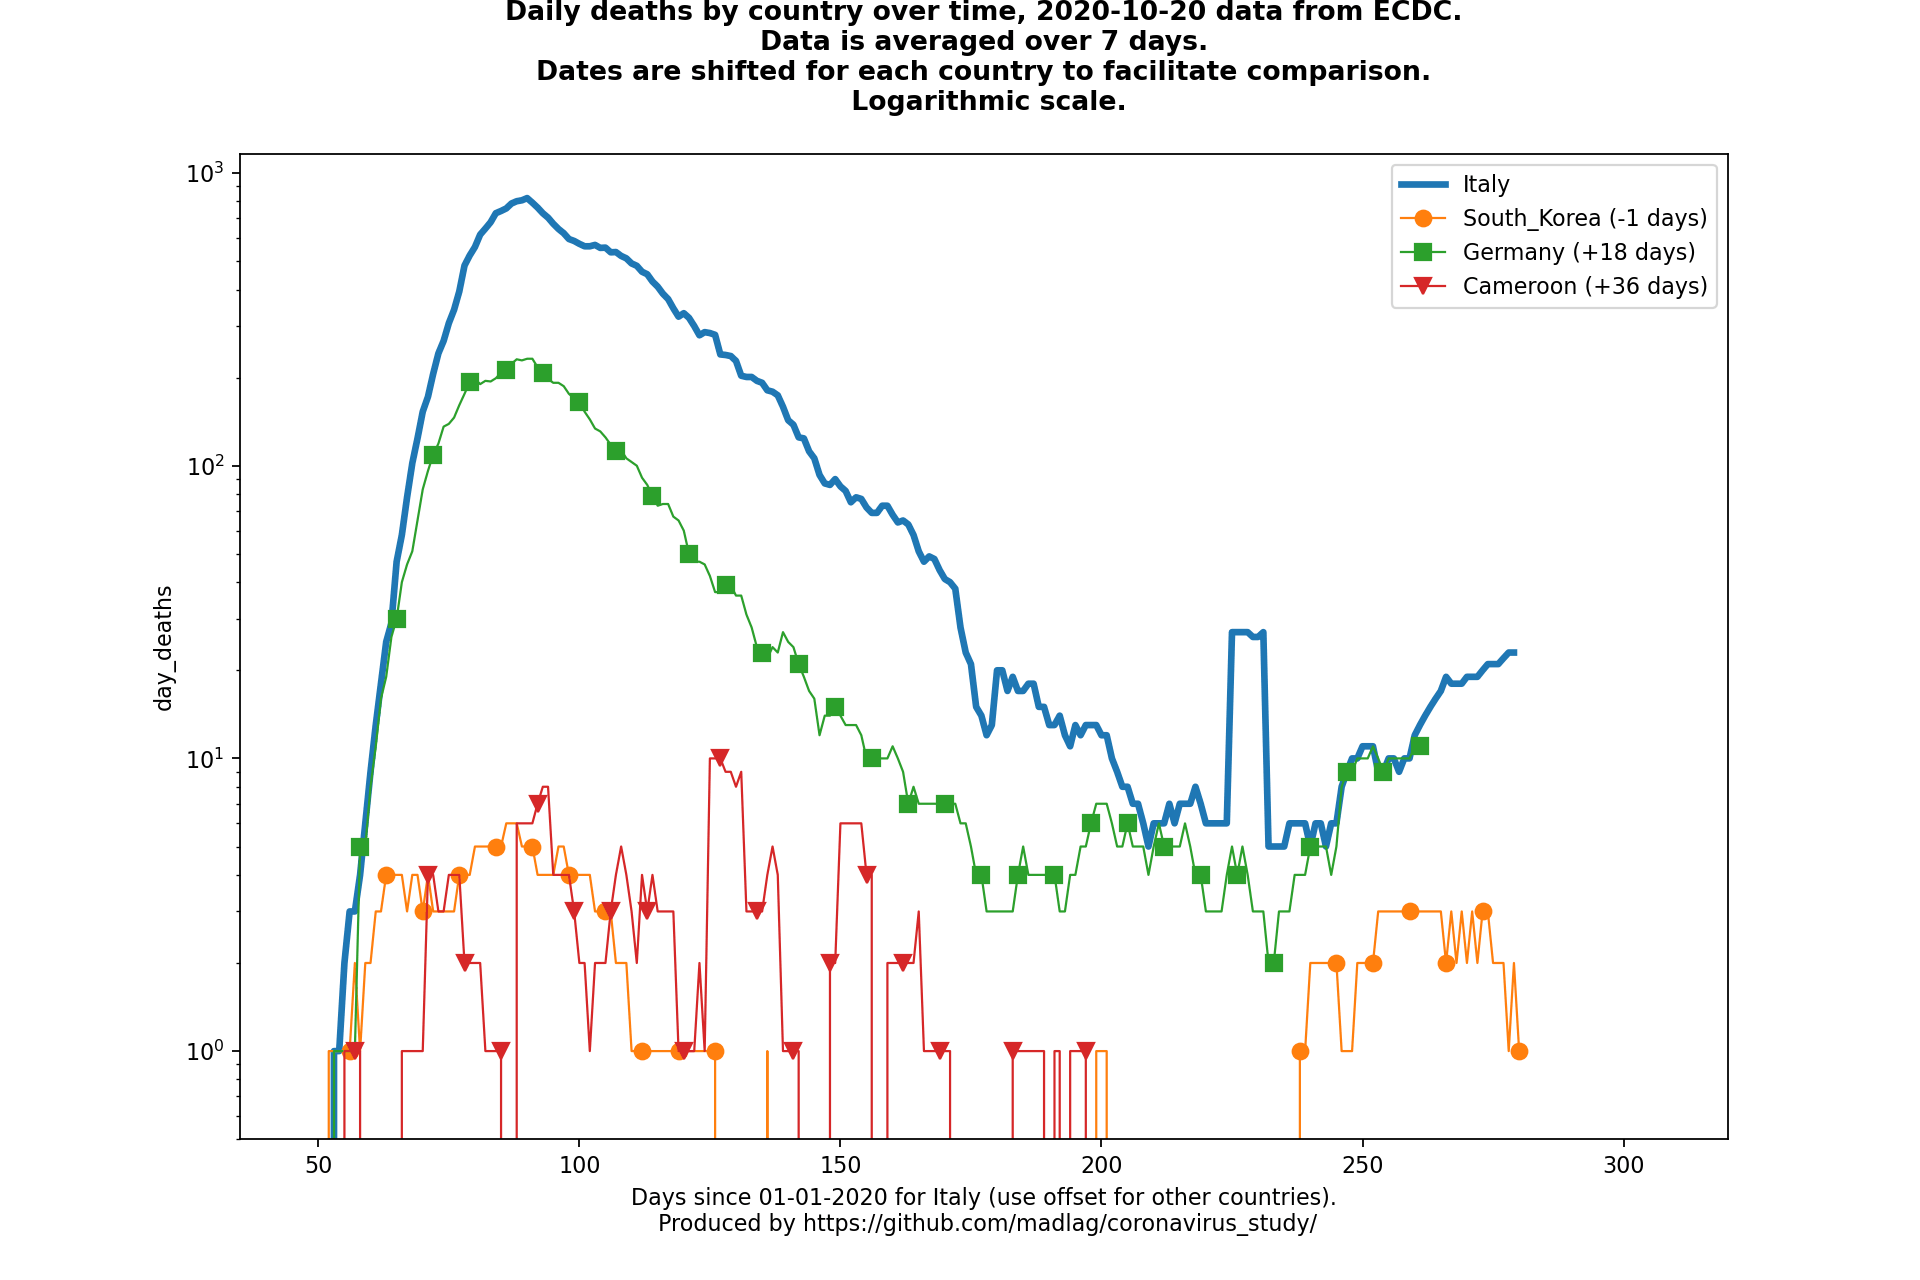 Daily deaths by country over time, 2020-10-20 data from ECDC.
Data is averaged over 7 days.
Dates are shifted for each country to facilitate comparison.
Logarithmic scale.
10³
10²
10¹
10⁰
day_deaths
Italy
South_Korea (-1 days)
Germany (+18 days)
Cameroon (+36 days)
50 100 150 200 250 300
Days since 01-01-2020 for Italy (use offset for other countries).
Produced by https://github.com/madlag/coronavirus_study/